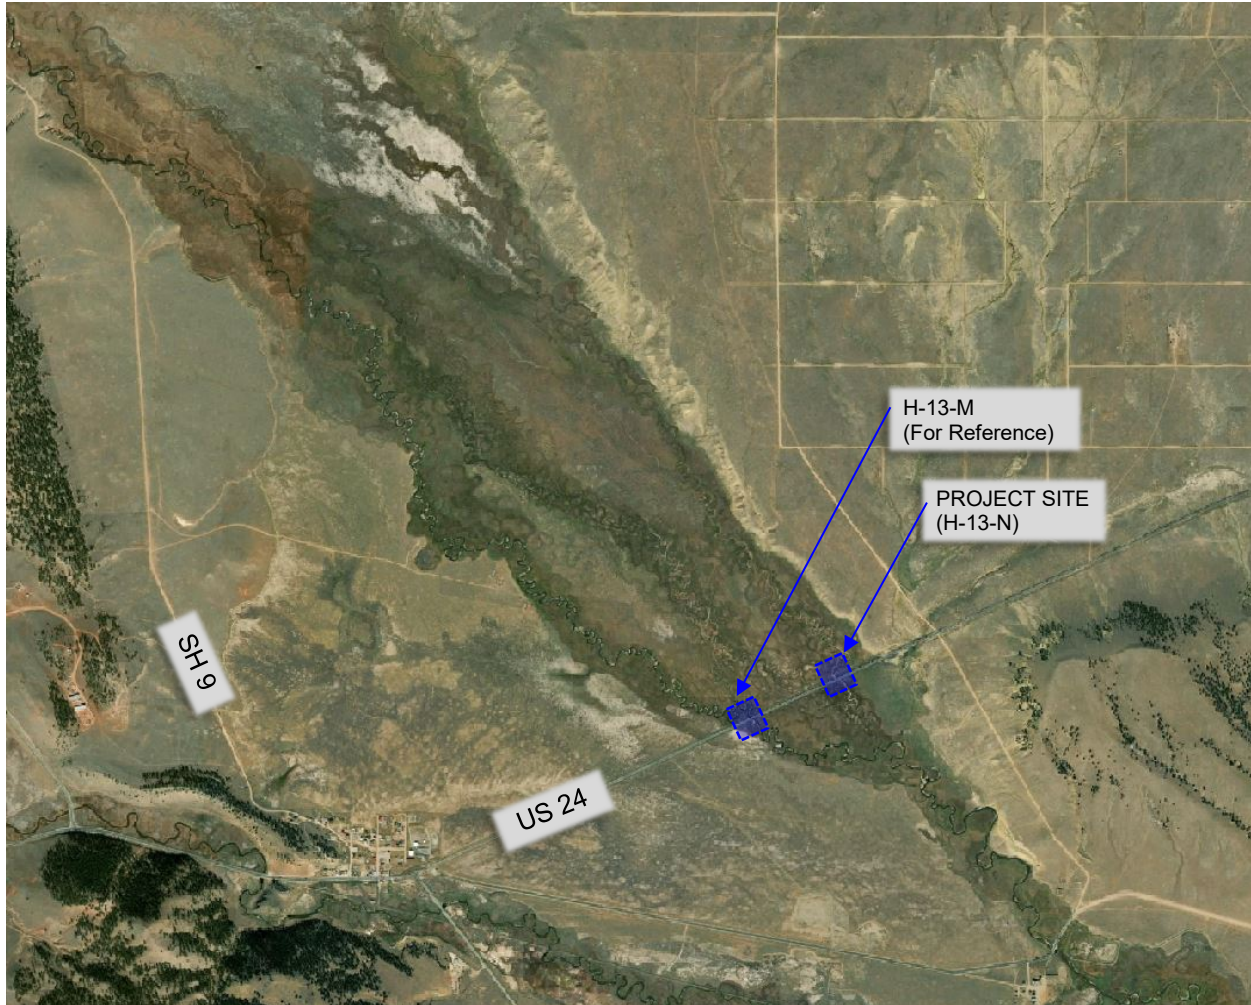 H-13-M
(For Reference)
PROJECT SITE
(H-13-N)
SH 9
US 24